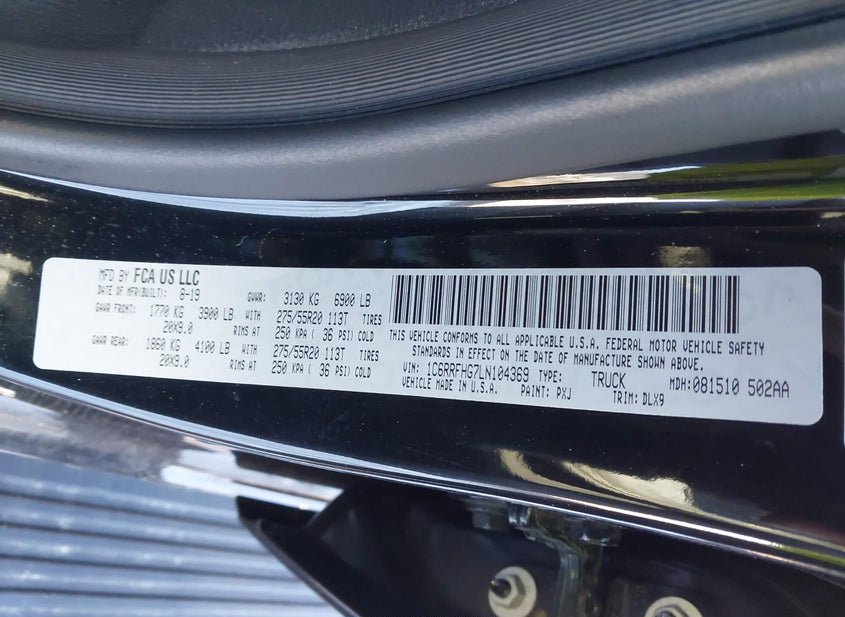 MFD BY FCA US LLC
DATE OF MFR(BUILT): 8-19 GVWR: 3130 KG 6900 LB
GAWR FRONT: 1770 KG 3900 LB WITH 275/55R20 113T TIRES
20X9.0 RIMS AT 250 KPA ( 36 PSI) COLD
GAWR REAR: 1860 KG 4100 LB WITH 275/55R20 113T TIRES
20X9.0 RIMS AT 250 KPA ( 36 PSI) COLD
THIS VEHICLE CONFORMS TO ALL APPLICABLE U.S.A. FEDERAL MOTOR VEHICLE SAFETY
STANDARDS IN EFFECT ON THE DATE OF MANUFACTURE SHOWN ABOVE.
VIN: 1C6RRFHG7LN104369 TYPE: TRUCK MDH:081510 502AA
VEHICLE MADE IN U.S.A. PAINT: PXJ TRIM: DLX9